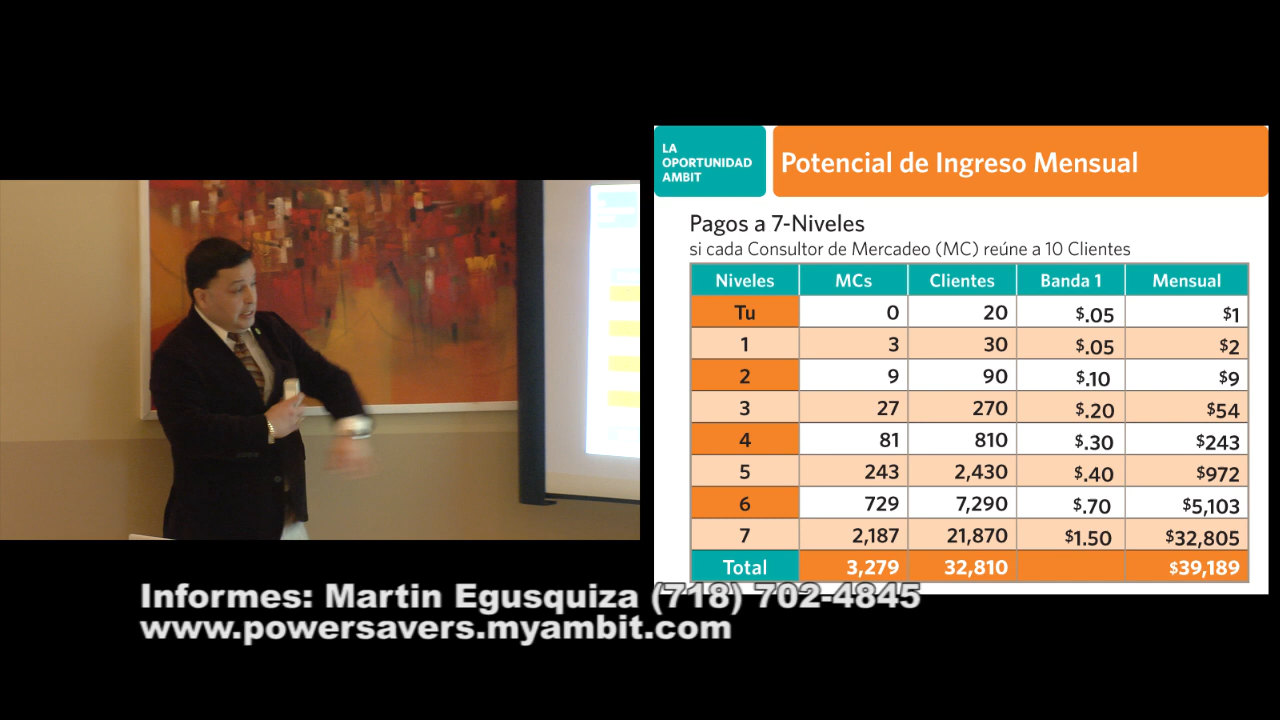 LA
OPORTUNIDAD
AMBIT
Potencial de Ingreso Mensual
Pagos a 7-Niveles
si cada Consultor de Mercadeo (MC) reúne a 10 Clientes
Niveles MCs Clientes Banda 1 Mensual
Tu 0 20 $.05 $1
1 3 30 $.05 $2
2 9 90 $.10 $9
3 27 270 $.20 $54
4 81 810 $.30 $243
5 243 2,430 $.40 $972
6 729 7,290 $.70 $5,103
7 2,187 21,870 $1.50 $32,805
Total 3,279 32,810 $39,189
Informes: Martin Egusquiza (718) 702-4845
www.powersavers.myambit.com